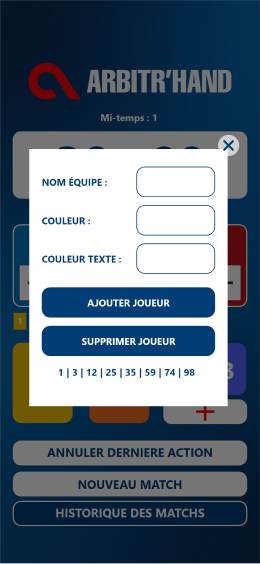 ARBITR'HAND
Mi-temps : 1
NOM ÉQUIPE :
COULEUR :
COULEUR TEXTE :
AJOUTER JOUEUR
SUPPRIMER JOUEUR
1 | 3 | 12 | 25 | 35 | 59 | 74 | 98
1
ANNULER DERNIERE ACTION
NOUVEAU MATCH
HISTORIQUE DES MATCHS